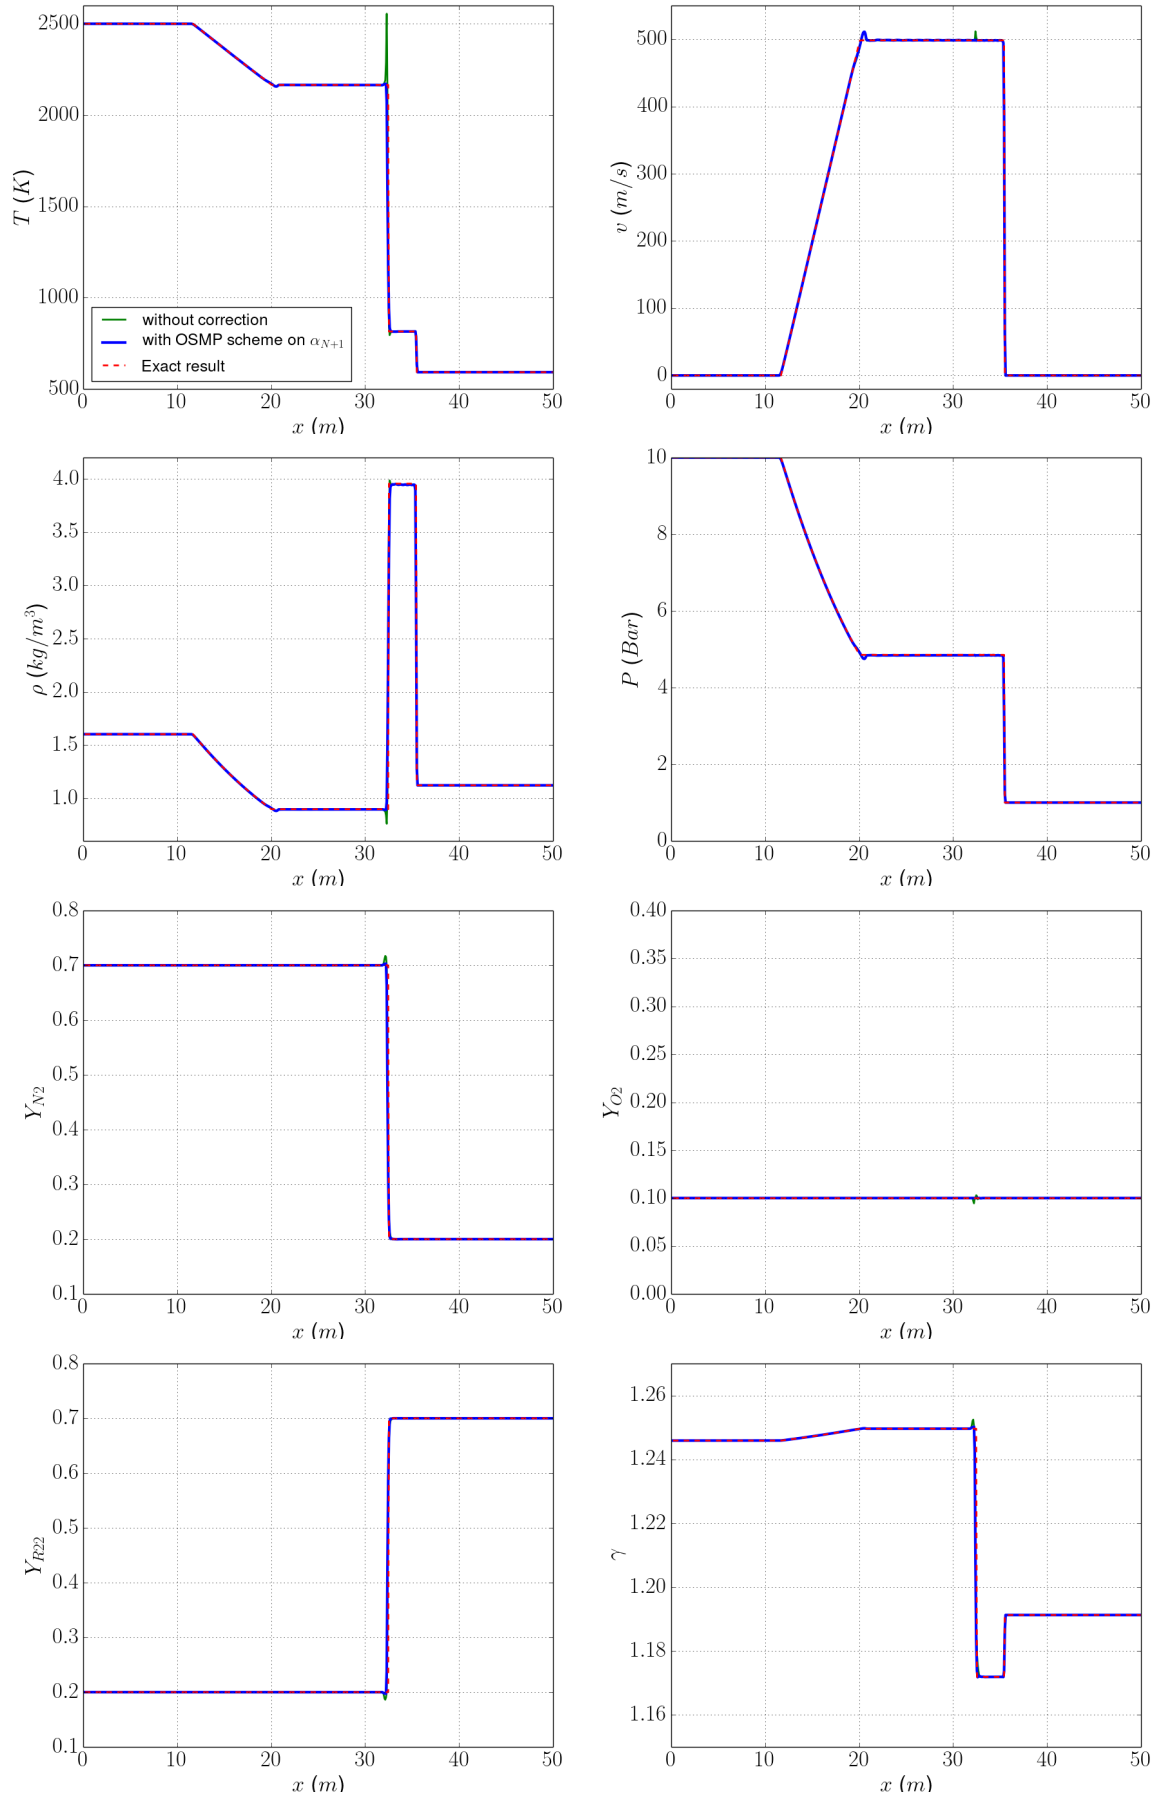 2500
2000
1500
1000
500
T (K)
without correction
with OSMP scheme on α_{N+1}
Exact result
0 10 20 30 40 50
x (m)
500
400
300
200
100
0
v (m/s)
0 10 20 30 40 50
x (m)
4.0
3.5
3.0
2.5
2.0
1.5
1.0
ρ (kg/m³)
0 10 20 30 40 50
x (m)
10
8
6
4
2
0
P (Bar)
0 10 20 30 40 50
x (m)
0.8
0.7
0.6
0.5
0.4
0.3
0.2
0.1
Y_{N2}
0 10 20 30 40 50
x (m)
0.40
0.35
0.30
0.25
0.20
0.15
0.10
0.05
0.00
Y_{O2}
0 10 20 30 40 50
x (m)
0.8
0.7
0.6
0.5
0.4
0.3
0.2
0.1
Y_{R22}
0 10 20 30 40 50
x (m)
1.26
1.24
1.22
1.20
1.18
1.16
γ
0 10 20 30 40 50
x (m)